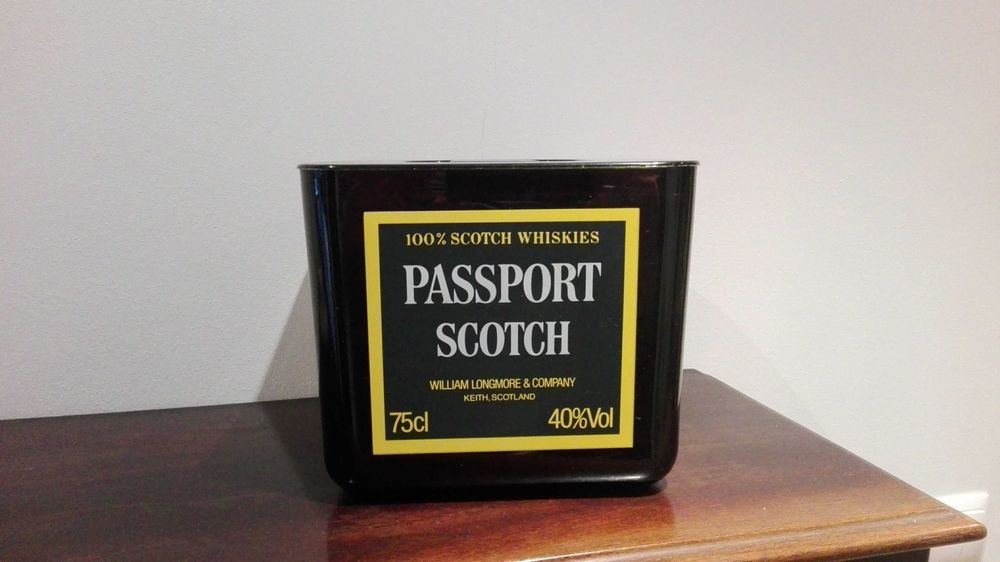 100% SCOTCH WHISKIES
PASSPORT
SCOTCH
WILLIAM LONGMORE & COMPANY
KEITH, SCOTLAND
75cl 40%Vol